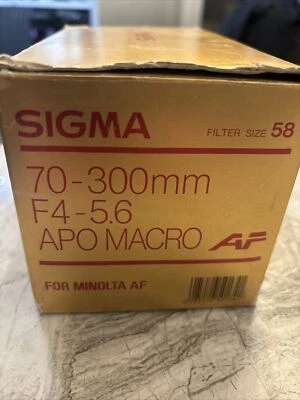 SIGMA
FILTER SIZE 58
70-300mm
F4-5.6
APO MACRO AF
FOR MINOLTA AF